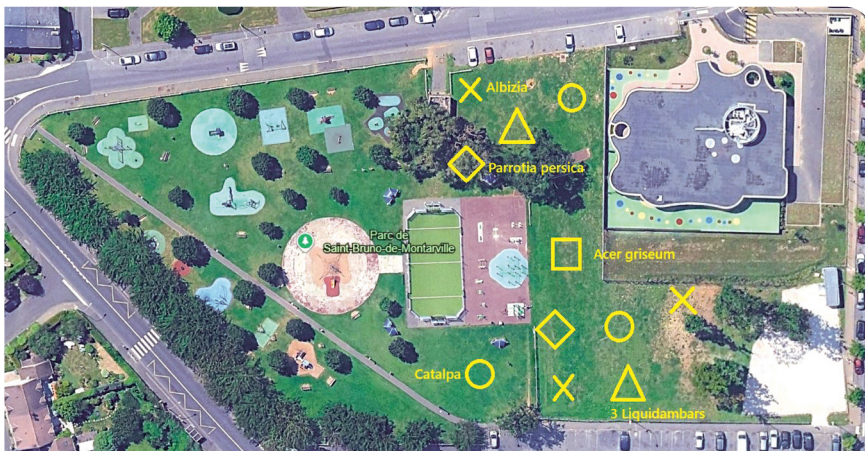 Albizia
Parrotia persica
Parc de
Saint-Bruno-de-Montarville
Acer griseum
Catalpa
3 Liquidambars